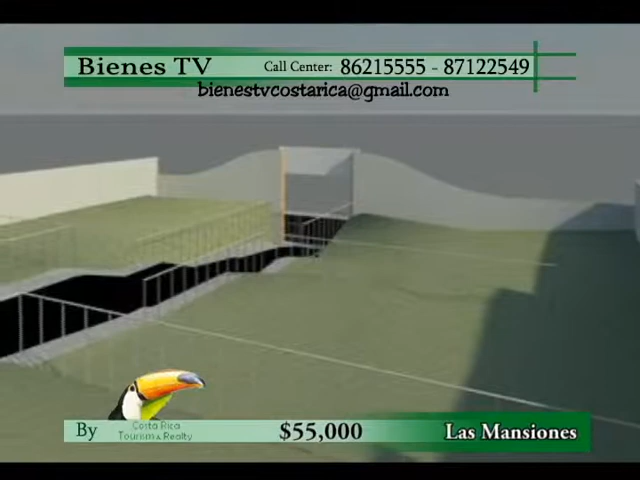 Bienes TV
Call Center: 86215555 - 87122549
bienestvcostarica@gmail.com
By
Costa Rica
Tourism & Realty
$55,000
Las Mansiones